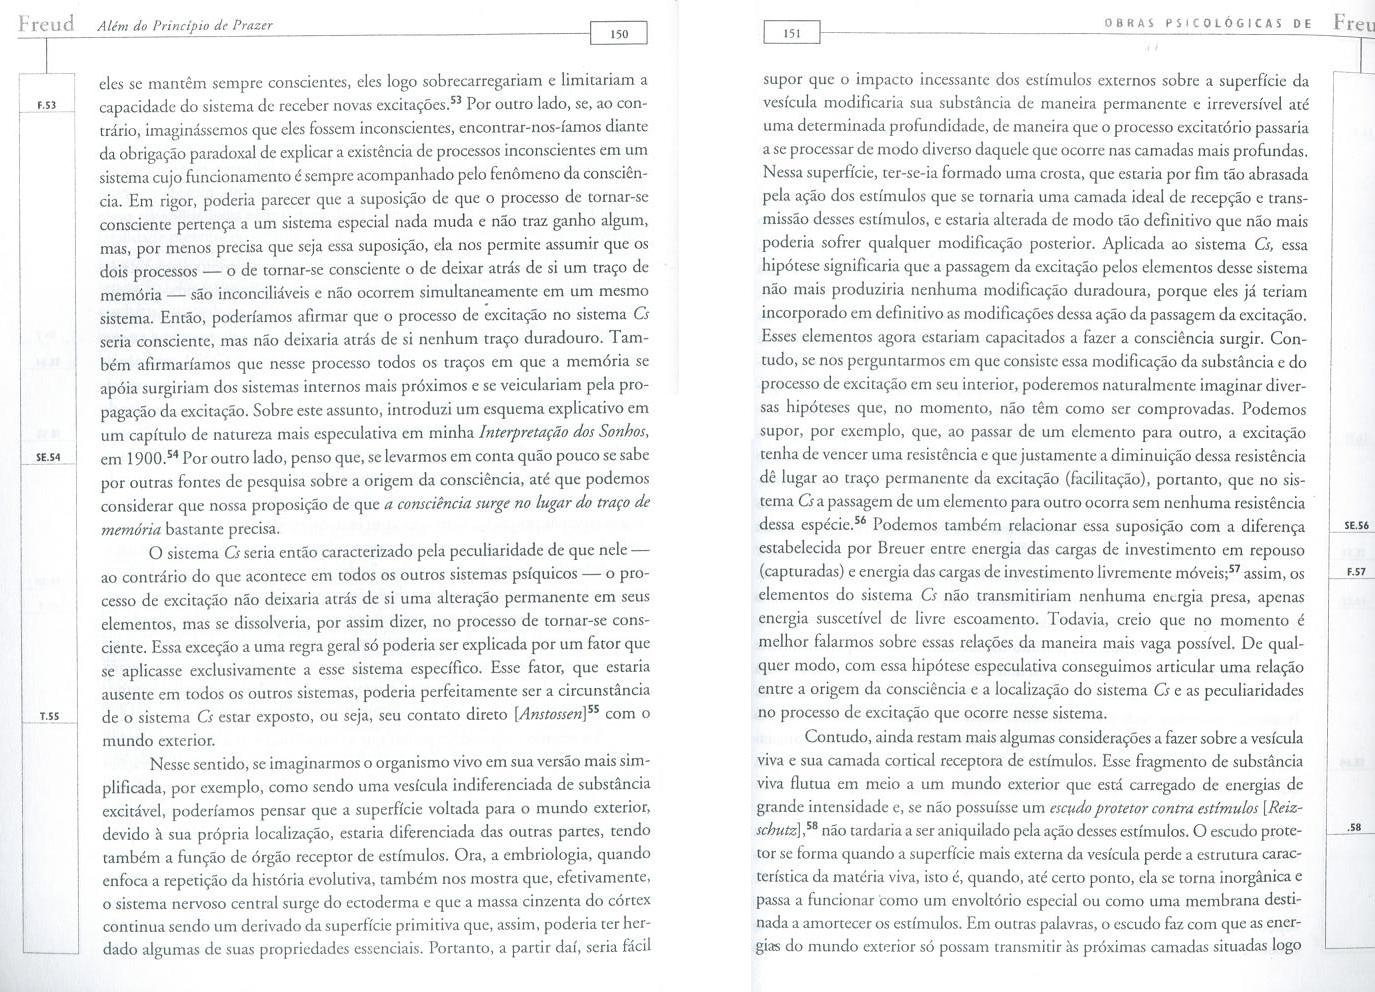 Freud Além do Princípio de Prazer 150
eles se mantêm sempre conscientes, eles logo sobrecarregariam e limitariam a
F.53
capacidade do sistema de receber novas excitações.53 Por outro lado, se, ao con-
trário, imaginássemos que eles fossem inconscientes, encontrar-nos-íamos diante
da obrigação paradoxal de explicar a existência de processos inconscientes em um
sistema cujo funcionamento é sempre acompanhado pelo fenômeno da consciên-
cia. Em rigor, poderia parecer que a suposição de que o processo de tornar-se
consciente pertença a um sistema especial nada muda e não traz ganho algum,
mas, por menos precisa que seja essa suposição, ela nos permite assumir que os
dois processos — o de tornar-se consciente o de deixar atrás de si um traço de
memória — são inconciliáveis e não ocorrem simultaneamente em um mesmo
sistema. Então, poderíamos afirmar que o processo de excitação no sistema Cs
seria consciente, mas não deixaria atrás de si nenhum traço duradouro. Tam-
bém afirmaríamos que nesse processo todos os traços em que a memória se
apóia surgiriam dos sistemas internos mais próximos e se veiculariam pela pro-
pagação da excitação. Sobre este assunto, introduzi um esquema explicativo em
um capítulo de natureza mais especulativa em minha Interpretação dos Sonhos,
SE.54
em 1900.54 Por outro lado, penso que, se levarmos em conta quão pouco se sabe
por outras fontes de pesquisa sobre a origem da consciência, até que podemos
considerar que nossa proposição de que a consciência surge no lugar do traço de
memória bastante precisa.
O sistema Cs seria então caracterizado pela peculiaridade de que nele —
ao contrário do que acontece em todos os outros sistemas psíquicos — o pro-
cesso de excitação não deixaria atrás de si uma alteração permanente em seus
elementos, mas se dissolveria, por assim dizer, no processo de tornar-se cons-
ciente. Essa exceção a uma regra geral só poderia ser explicada por um fator que
se aplicasse exclusivamente a esse sistema específico. Esse fator, que estaria
ausente em todos os outros sistemas, poderia perfeitamente ser a circunstância
T.55
de o sistema Cs estar exposto, ou seja, seu contato direto [Anstossen]55 com o
mundo exterior.
Nesse sentido, se imaginarmos o organismo vivo em sua versão mais sim-
plificada, por exemplo, como sendo uma vesícula indiferenciada de substância
excitável, poderíamos pensar que a superfície voltada para o mundo exterior,
devido à sua própria localização, estaria diferenciada das outras partes, tendo
também a função de órgão receptor de estímulos. Ora, a embriologia, quando
enfoca a repetição da história evolutiva, também nos mostra que, efetivamente,
o sistema nervoso central surge do ectoderma e que a massa cinzenta do córtex
continua sendo um derivado da superfície primitiva que, assim, poderia ter her-
dado algumas de suas propriedades essenciais. Portanto, a partir daí, seria fácil
151 OBRAS PSICOLÓGICAS DE Freu
supor que o impacto incessante dos estímulos externos sobre a superfície da
vesícula modificaria sua substância de maneira permanente e irreversível até
uma determinada profundidade, de maneira que o processo excitatório passaria
a se processar de modo diverso daquele que ocorre nas camadas mais profundas.
Nessa superfície, ter-se-ia formado uma crosta, que estaria por fim tão abrasada
pela ação dos estímulos que se tornaria uma camada ideal de recepção e trans-
missão desses estímulos, e estaria alterada de modo tão definitivo que não mais
poderia sofrer qualquer modificação posterior. Aplicada ao sistema Cs, essa
hipótese significaria que a passagem da excitação pelos elementos desse sistema
não mais produziria nenhuma modificação duradoura, porque eles já teriam
incorporado em definitivo as modificações dessa ação da passagem da excitação.
Esses elementos agora estariam capacitados a fazer a consciência surgir. Con-
tudo, se nos perguntarmos em que consiste essa modificação da substância e do
processo de excitação em seu interior, poderemos naturalmente imaginar diver-
sas hipóteses que, no momento, não têm como ser comprovadas. Podemos
supor, por exemplo, que, ao passar de um elemento para outro, a excitação
tenha de vencer uma resistência e que justamente a diminuição dessa resistência
dê lugar ao traço permanente da excitação (facilitação), portanto, que no sis-
tema Cs a passagem de um elemento para outro ocorra sem nenhuma resistência
dessa espécie.56 Podemos também relacionar essa suposição com a diferença
SE.56
estabelecida por Breuer entre energia das cargas de investimento em repouso
(capturadas) e energia das cargas de investimento livremente móveis;57 assim, os
F.57
elementos do sistema Cs não transmitiriam nenhuma energia presa, apenas
energia suscetível de livre escoamento. Todavia, creio que no momento é
melhor falarmos sobre essas relações da maneira mais vaga possível. De qual-
quer modo, com essa hipótese especulativa conseguimos articular uma relação
entre a origem da consciência e a localização do sistema Cs e as peculiaridades
no processo de excitação que ocorre nesse sistema.
Contudo, ainda restam mais algumas considerações a fazer sobre a vesícula
viva e sua camada cortical receptora de estímulos. Esse fragmento de substância
viva flutua em meio a um mundo exterior que está carregado de energias de
grande intensidade e, se não possuísse um escudo protetor contra estímulos [Reiz-
schutz],58 não tardaria a ser aniquilado pela ação desses estímulos. O escudo prote-
.58
tor se forma quando a superfície mais externa da vesícula perde a estrutura carac-
terística da matéria viva, isto é, quando, até certo ponto, ela se torna inorgânica e
passa a funcionar como um envoltório especial ou como uma membrana desti-
nada a amortecer os estímulos. Em outras palavras, o escudo faz com que as ener-
gias do mundo exterior só possam transmitir às próximas camadas situadas logo